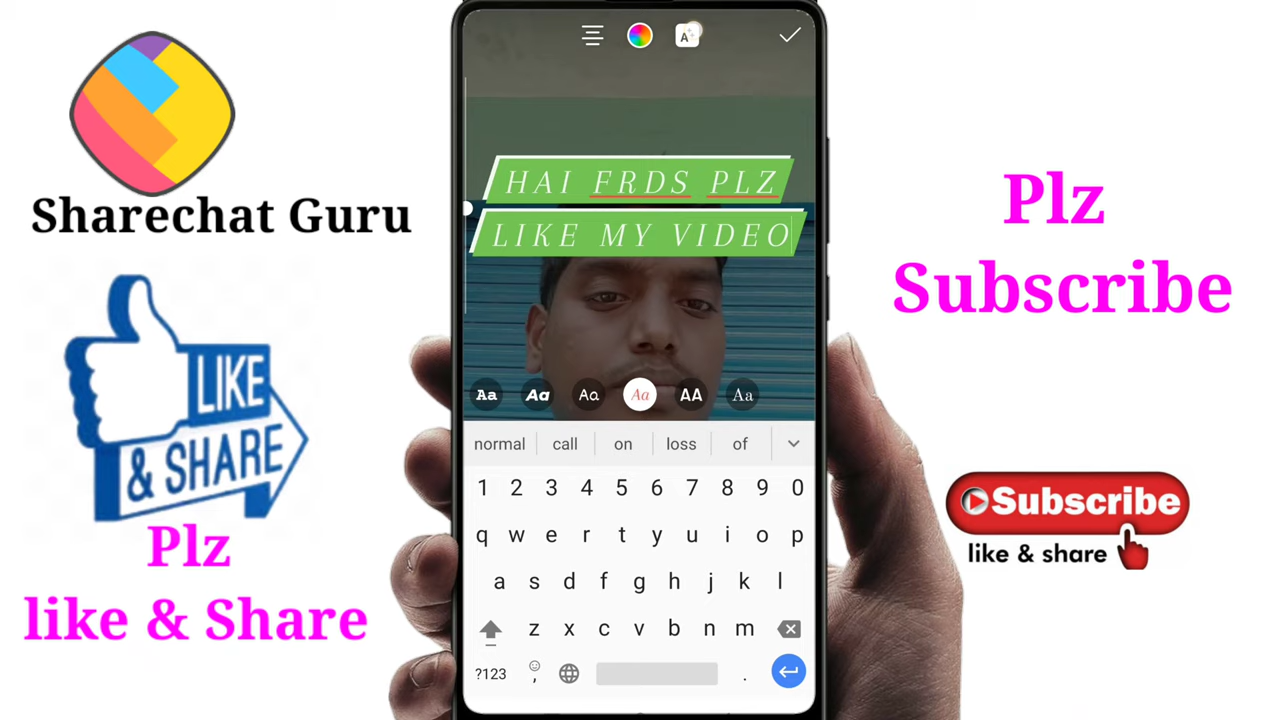 Sharechat Guru
LIKE
& SHARE
Plz
like & Share
A
HAI FRDS PLZ
LIKE MY VIDEO
Aa Aa Aa Aa AA Aa
normal call on loss of
1 2 3 4 5 6 7 8 9 0
q w e r t y u i o p
a s d f g h j k l
z x c v b n m
?123 , .
Plz
Subscribe
Subscribe
like & share